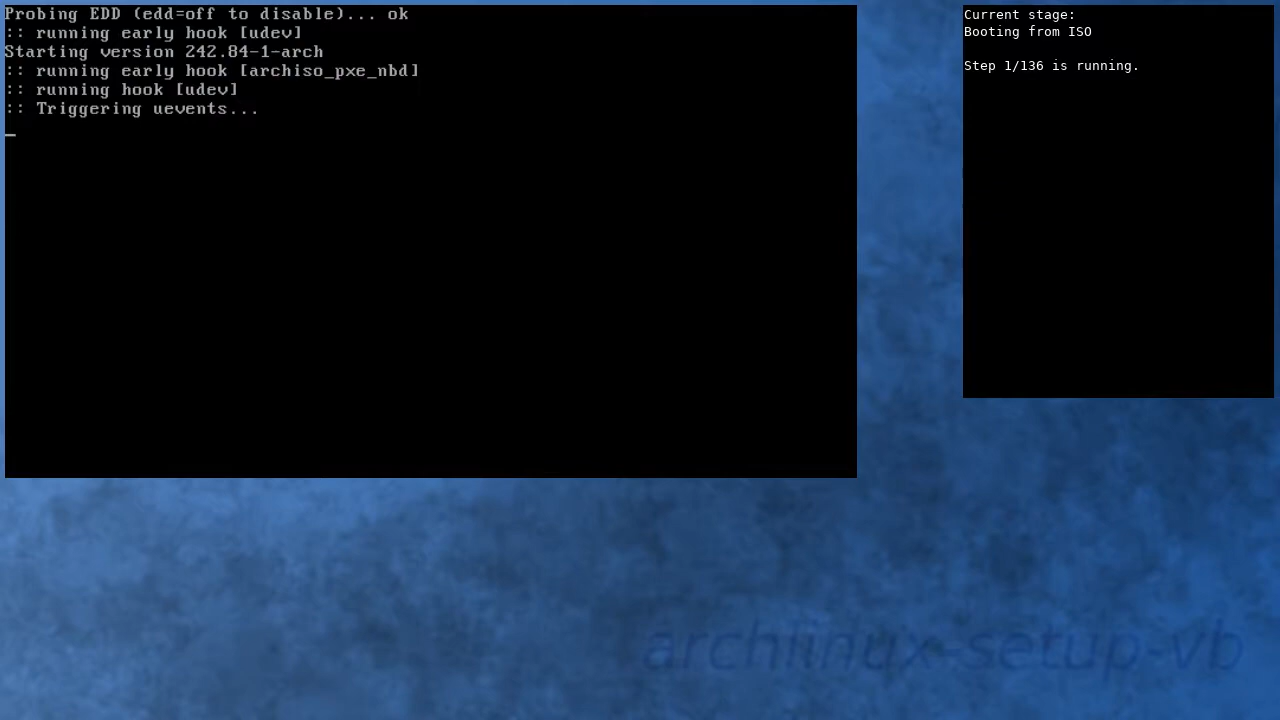 Probing EDD (edd=off to disable)... ok
:: running early hook [udev]
Starting version 242.84-1-arch
:: running early hook [archiso_pxe_nbd]
:: running hook [udev]
:: Triggering uevents...
Current stage:
Booting from ISO
Step 1/136 is running.
archlinux-setup-vb